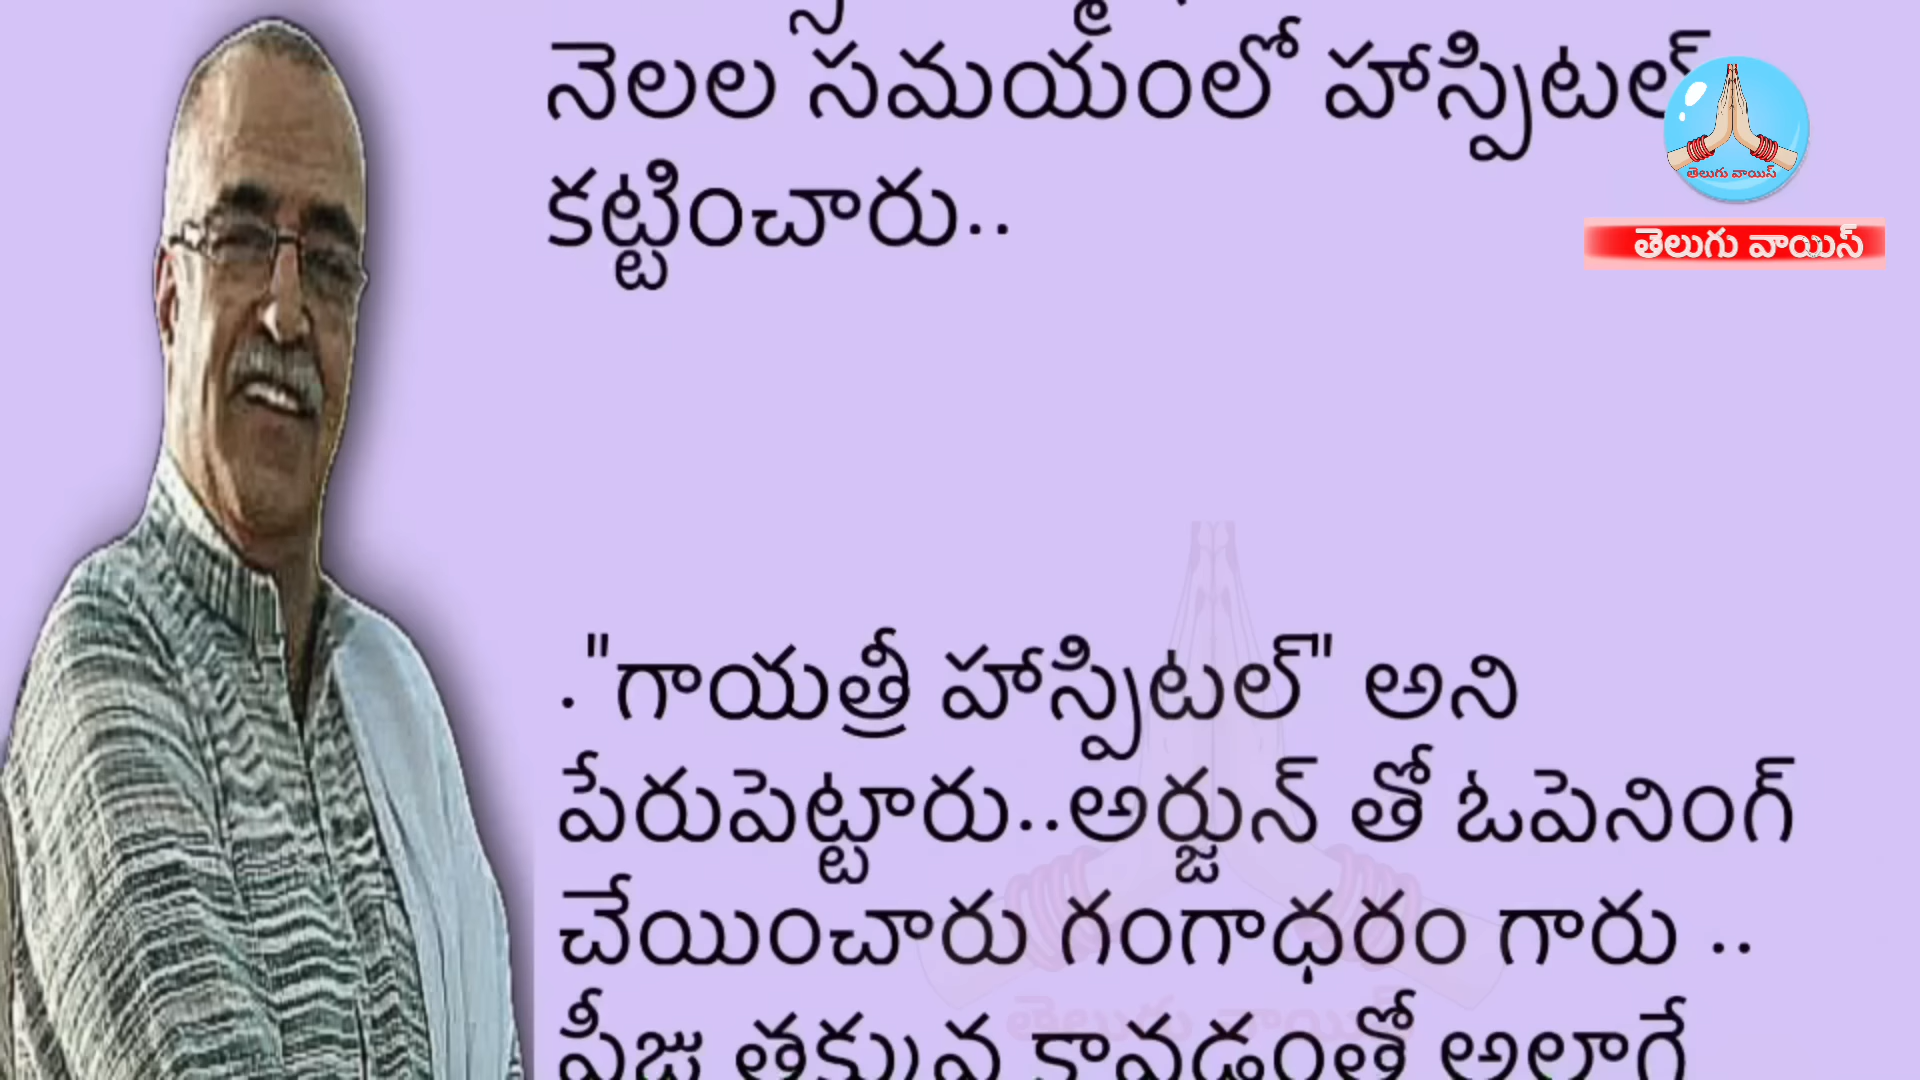 నెలల సమయంలో హాస్పిటల్
కట్టించారు..
తెలుగు వాయిస్
తెలుగు వాయిస్
."గాయత్రీ హాస్పిటల్" అని
పేరుపెట్టారు..అర్జున్ తో ఓపెనింగ్
చేయించారు గంగాధరం గారు ..
ఫీజు తక్కువ కావడంతో అలాగే
తెలుగు వాయిస్